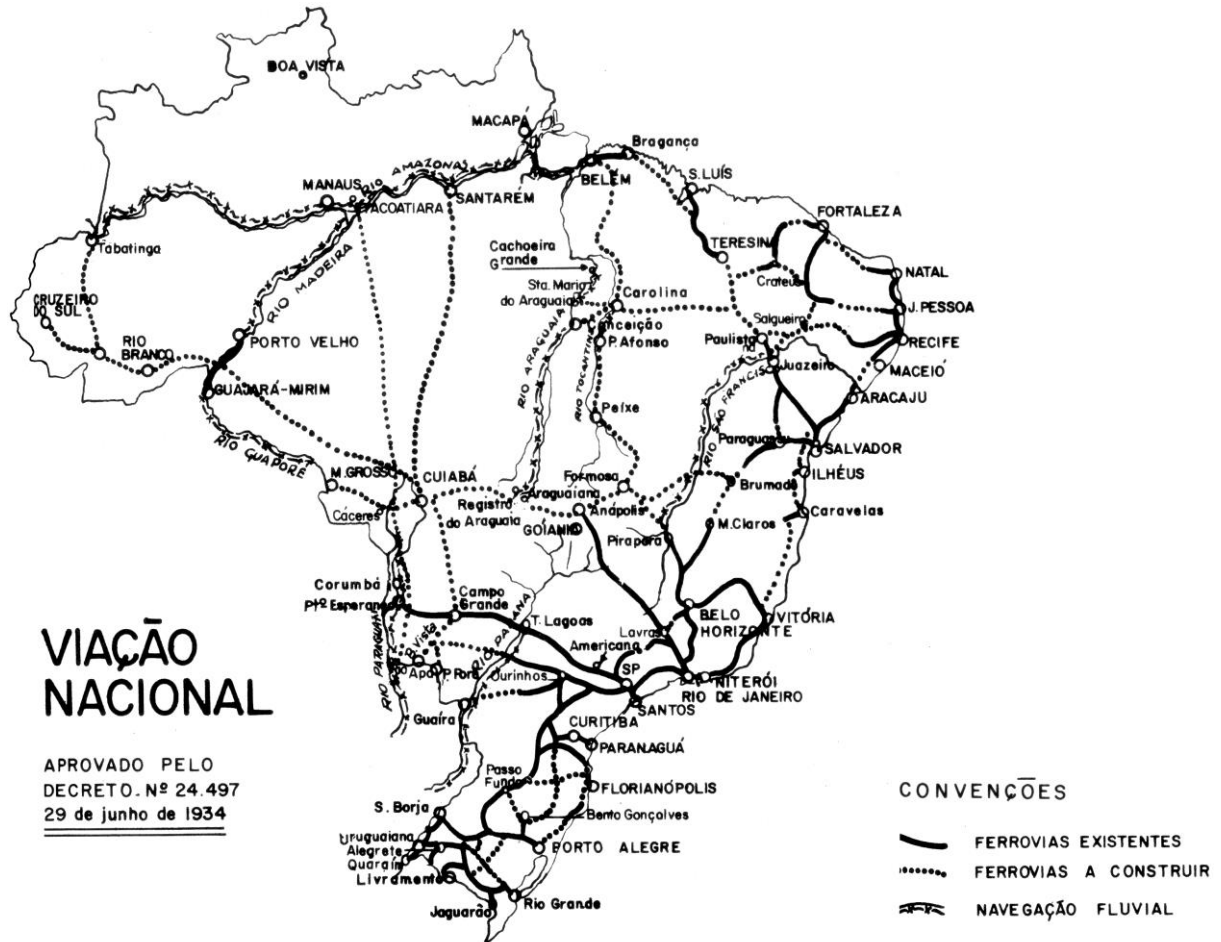 BOA VISTA
MACAPÁ
Bragança
RIO AMAZONAS
BELÉM
S. LUÍS
MANAUS
ITACOATIARA
SANTARÉM
FORTALEZA
Tabatinga
TERESINA
Cachoeira
Grande
Crateús
NATAL
RIO MADEIRA
Sta. Maria
do Araguaia
Carolina
CRUZEIRO
DO SUL
J. PESSOA
Conceição
Salgueiro
RIO
BRANCO
PORTO VELHO
P. Afonso
Paulista
RECIFE
RIO ARAGUAIA
RIO TOCANTINS
Juazeiro
MACEIÓ
GUAJARÁ-MIRIM
RIO SÃO FRANCISCO
ARACAJU
Peixe
RIO GUAPORÉ
SALVADOR
M. GROSSO
CUIABÁ
Formosa
ILHÉUS
Brumado
Cáceres
Registro
do Araguaia
Araguaiana
Anápolis
Caravelas
GOIÂNIA
M. Claros
Pirapora
Corumbá
Pto Esperança
Campo
Grande
BELO
HORIZONTE
VITÓRIA
T. Lagoas
Lavras
RIO PARANÁ
Americana
B. Vista
RIO PARAGUAI
Apa
P. Porã
Ourinhos
SP
NITERÓI
RIO DE JANEIRO
SANTOS
Guaíra
CURITIBA
PARANAGUÁ
Passo
Fundo
FLORIANÓPOLIS
S. Borja
Bento Gonçalves
Uruguaiana
Alegrete
PORTO ALEGRE
Quaraín
Livramento
Jaguarão
Rio Grande
VIAÇÃO
NACIONAL
APROVADO PELO
DECRETO. Nº 24.497
29 de junho de 1934
CONVENÇÕES
FERROVIAS EXISTENTES
FERROVIAS A CONSTRUIR
NAVEGAÇÃO FLUVIAL